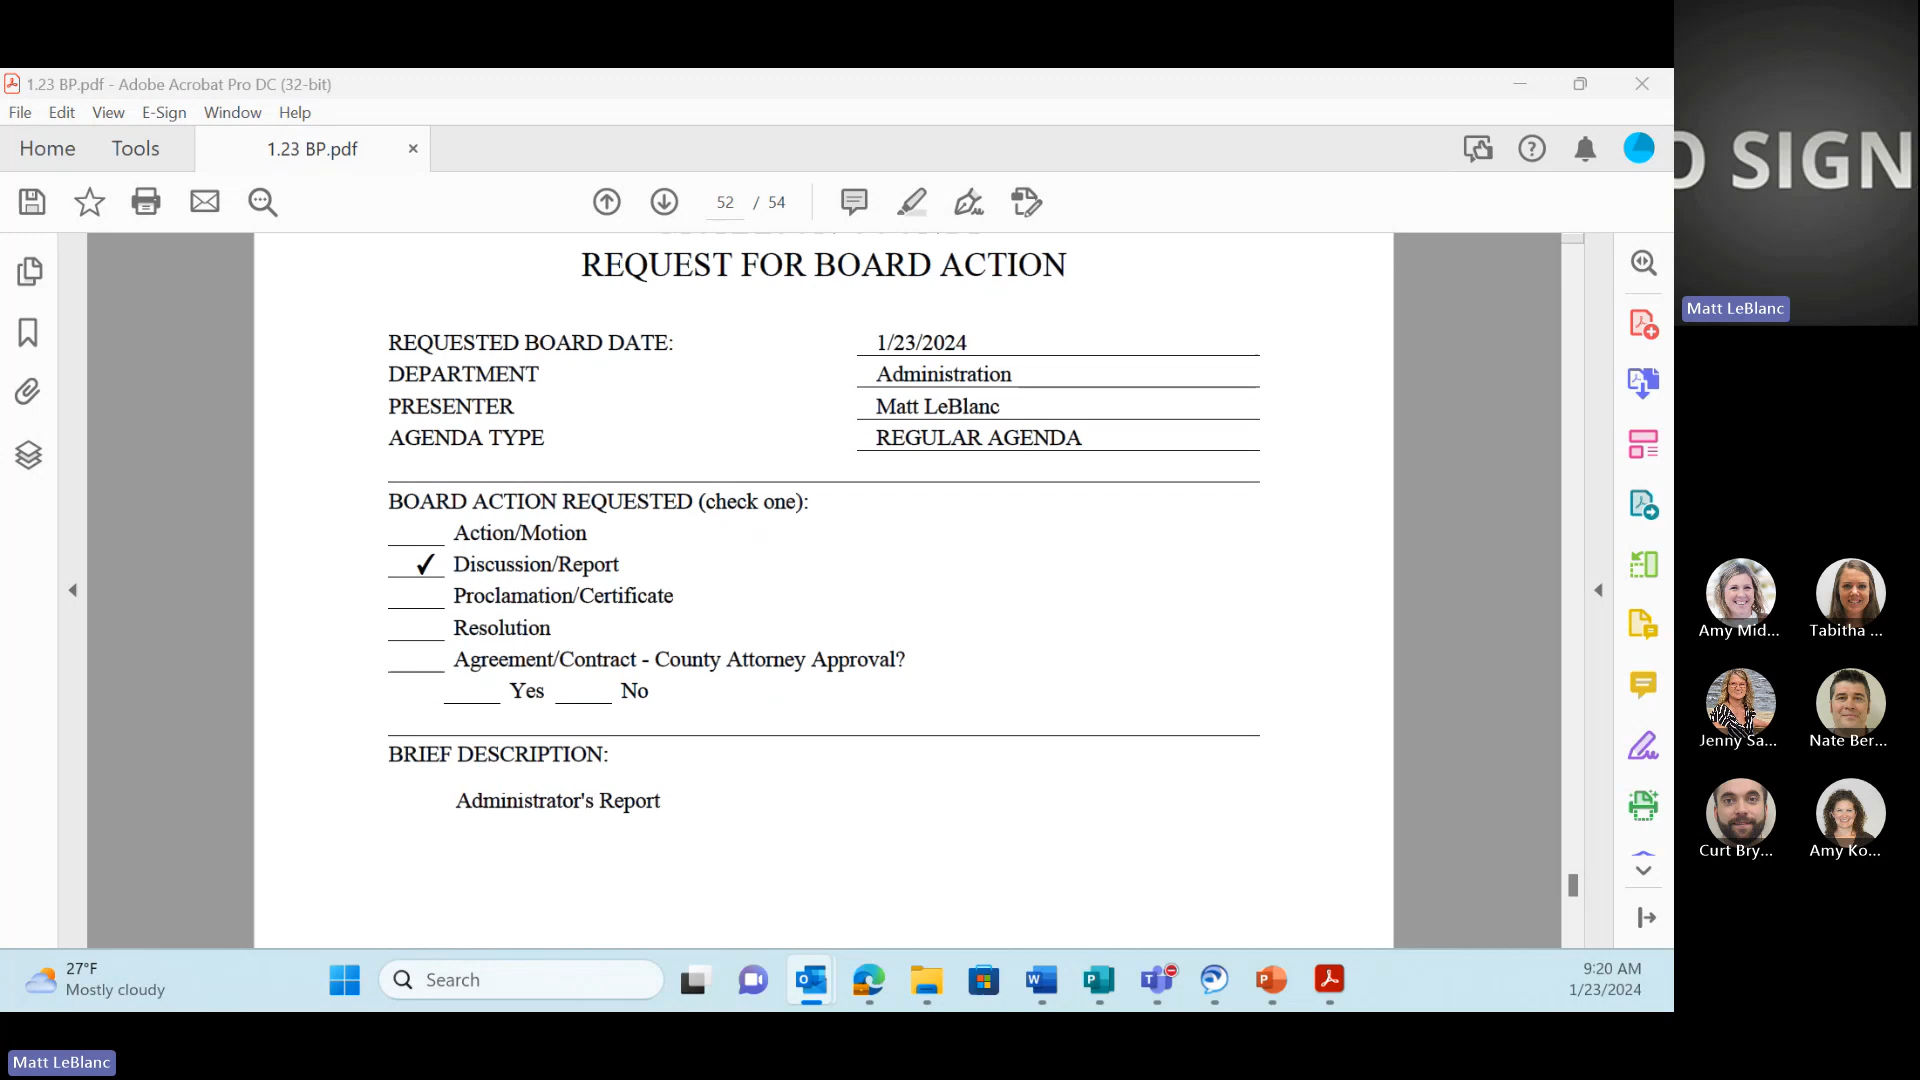 1.23 BP.pdf - Adobe Acrobat Pro DC (32-bit)
File Edit View E-Sign Window Help
Home Tools 1.23 BP.pdf
52 / 54
REQUEST FOR BOARD ACTION
REQUESTED BOARD DATE: 1/23/2024
DEPARTMENT Administration
PRESENTER Matt LeBlanc
AGENDA TYPE REGULAR AGENDA
BOARD ACTION REQUESTED (check one):
Action/Motion
✓ Discussion/Report
Proclamation/Certificate
Resolution
Agreement/Contract - County Attorney Approval?
Yes No
BRIEF DESCRIPTION:
Administrator's Report
O SIGN
Matt LeBlanc
Amy Mid... Tabitha ...
Jenny Sa... Nate Ber...
Curt Bry... Amy Ko...
27°F
Mostly cloudy
Search
9:20 AM
1/23/2024
Matt LeBlanc